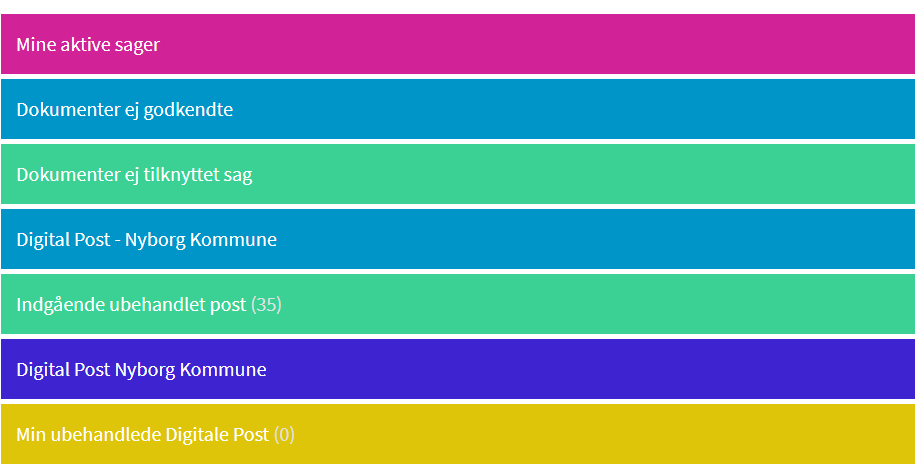 Mine aktive sager
Dokumenter ej godkendte
Dokumenter ej tilknyttet sag
Digital Post - Nyborg Kommune
Indgående ubehandlet post (35)
Digital Post Nyborg Kommune
Min ubehandlede Digitale Post (0)